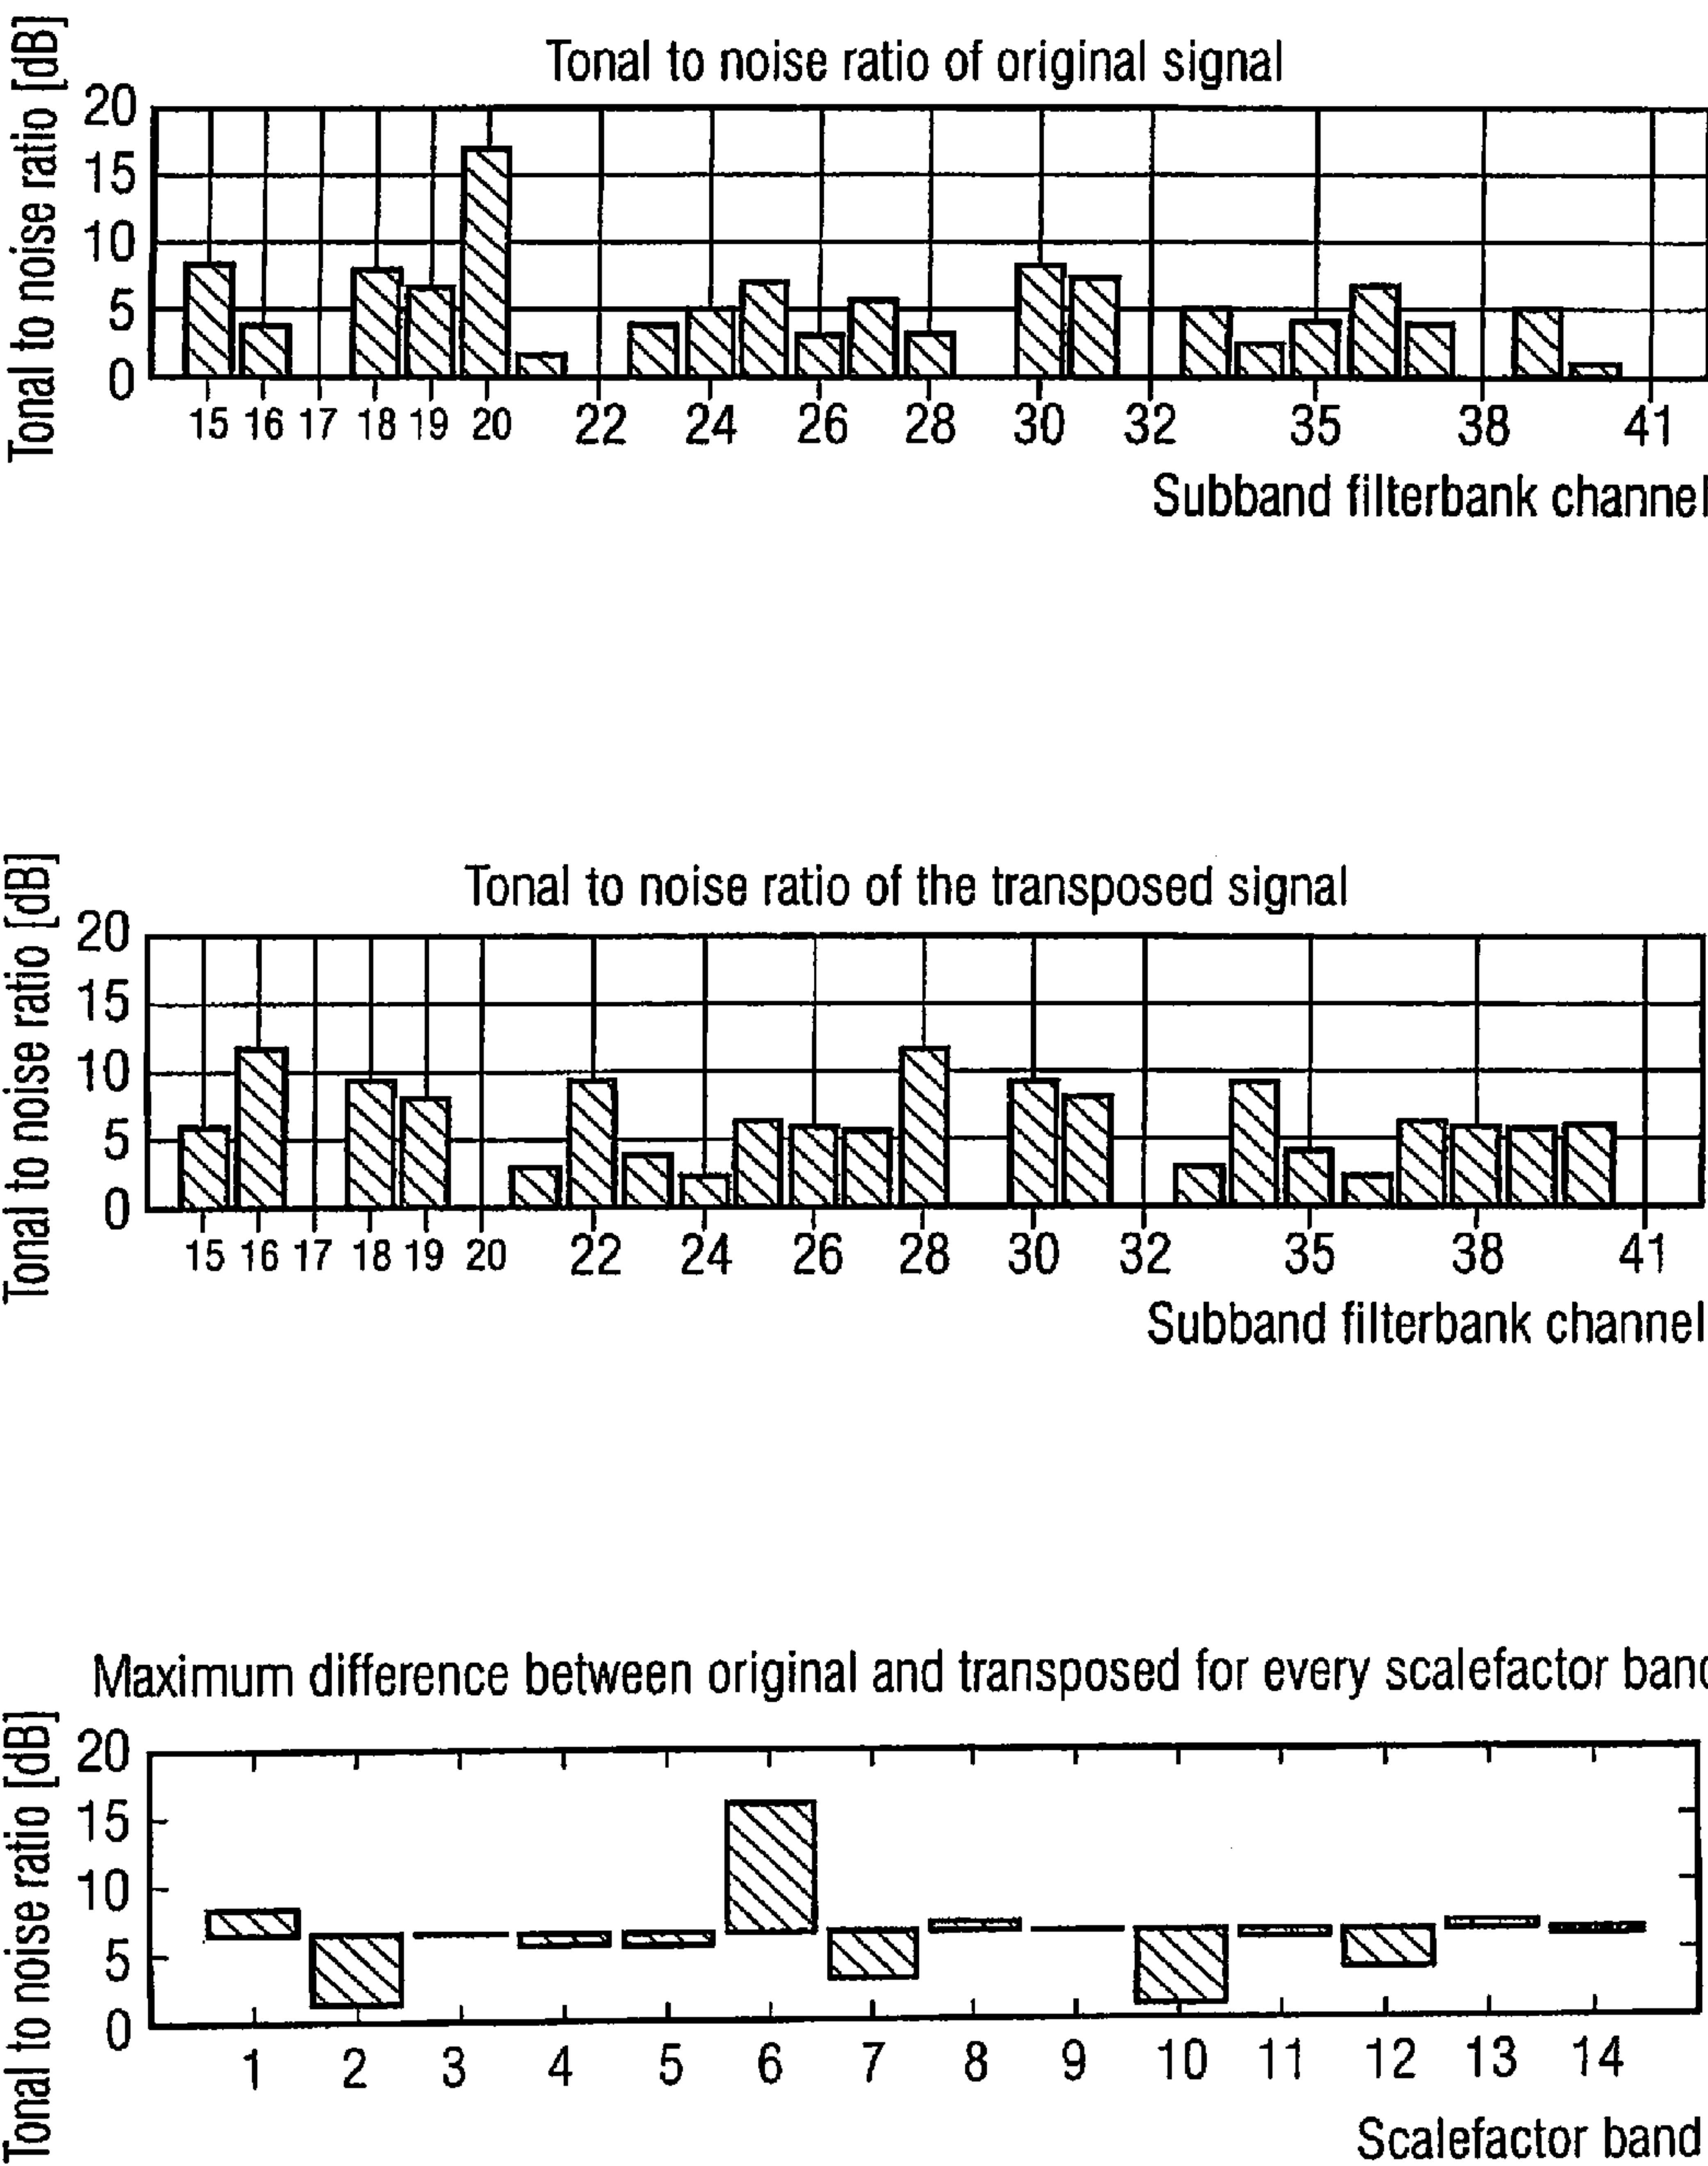 Tonal to noise ratio of original signal
Tonal to noise ratio [dB]
20
15
10
5
0
15 16 17 18 19 20 22 24 26 28 30 32 35 38 41
Subband filterbank channel
Tonal to noise ratio of the transposed signal
Tonal to noise ratio [dB]
20
15
10
5
0
15 16 17 18 19 20 22 24 26 28 30 32 35 38 41
Subband filterbank channel
Maximum difference between original and transposed for every scalefactor band
Tonal to noise ratio [dB]
20
15
10
5
0
1 2 3 4 5 6 7 8 9 10 11 12 13 14
Scalefactor band